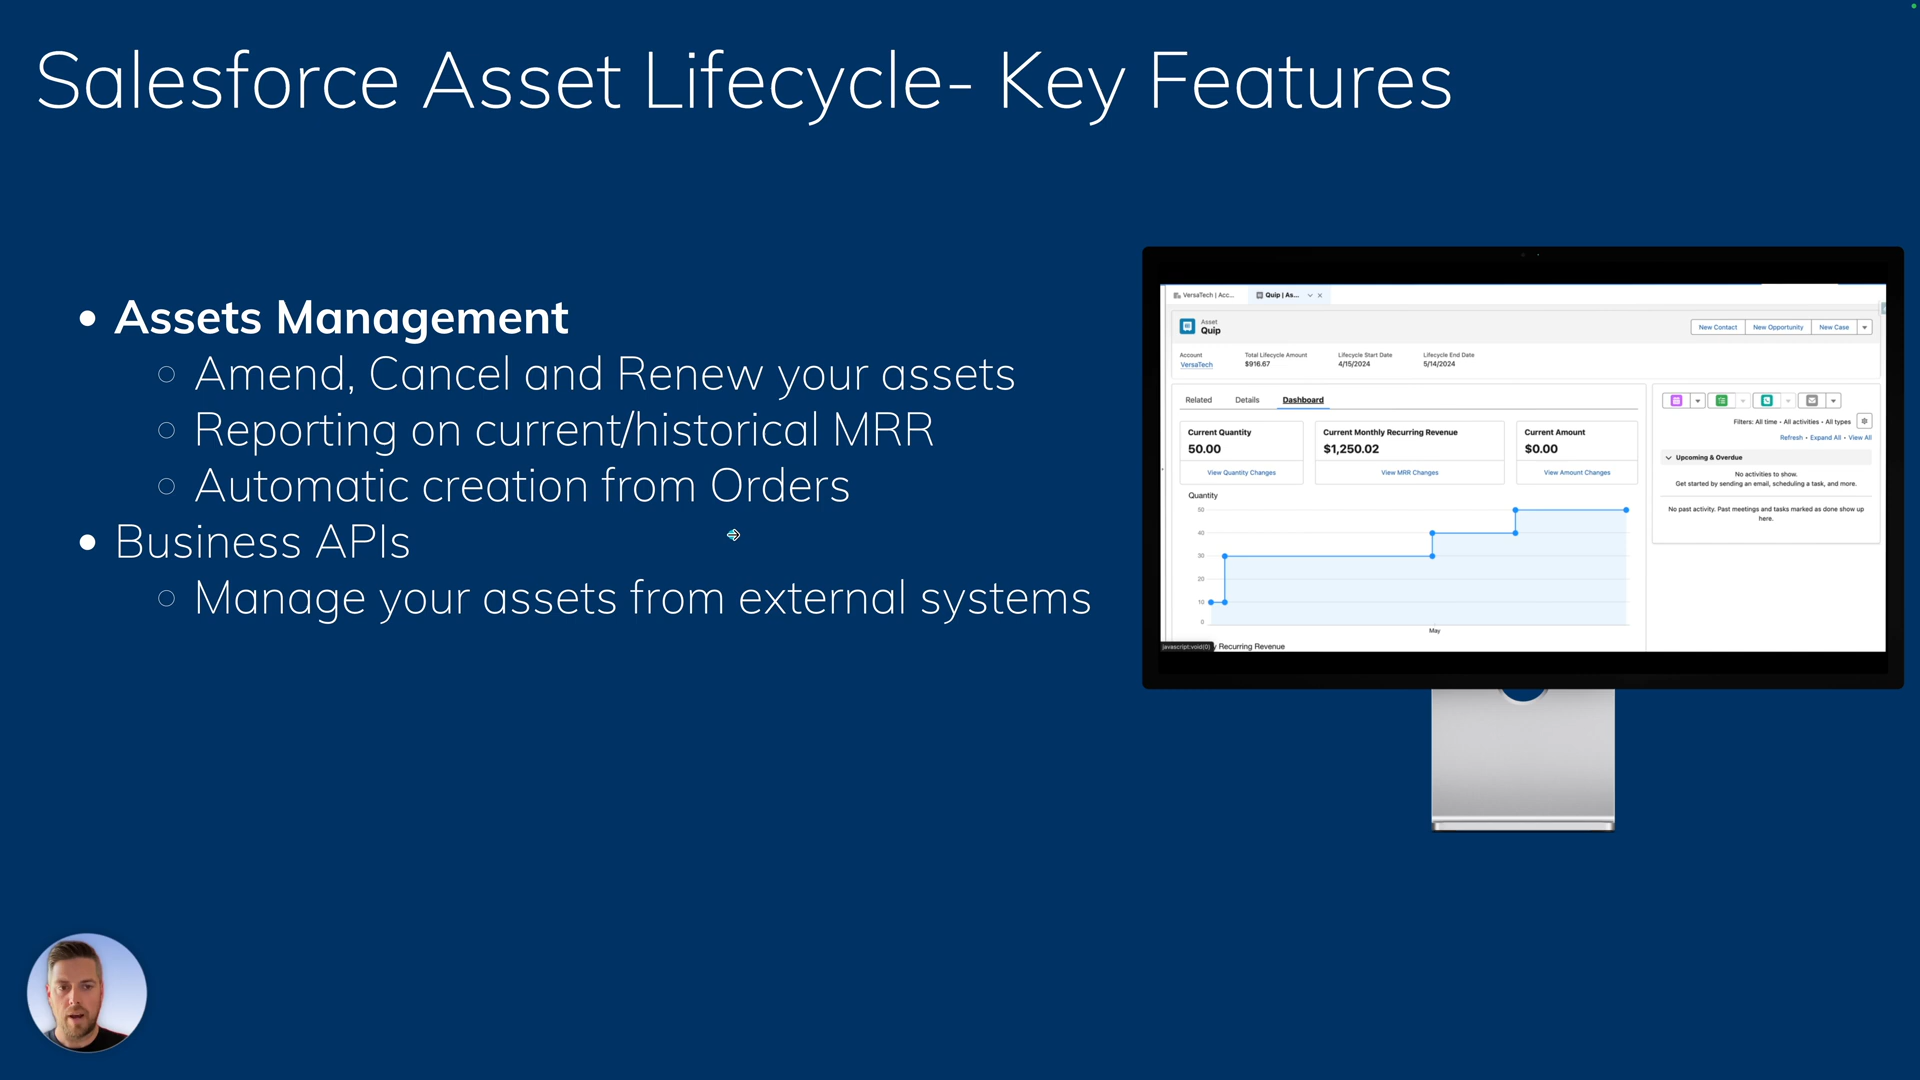 Salesforce Asset Lifecycle- Key Features
Assets Management
Amend, Cancel and Renew your assets
Reporting on current/historical MRR
Automatic creation from Orders
Business APIs
Manage your assets from external systems
VersaTech | Acc...
Quip | As...
Asset
Quip
New Contact
New Opportunity
New Case
Account
Total Lifecycle Amount
Lifecycle Start Date
Lifecycle End Date
VersaTech
$916.67
4/15/2024
5/14/2024
Related
Details
Dashboard
Current Quantity
50.00
View Quantity Changes
Current Monthly Recurring Revenue
$1,250.02
View MRR Changes
Current Amount
$0.00
View Amount Changes
Quantity
50
40
30
20
10
0
May
javascript:void(0)
Recurring Revenue
Filters: All time • All activities • All types
Refresh • Expand All • View All
Upcoming & Overdue
No activities to show.
Get started by sending an email, scheduling a task, and more.
No past activity. Past meetings and tasks marked as done show up
here.